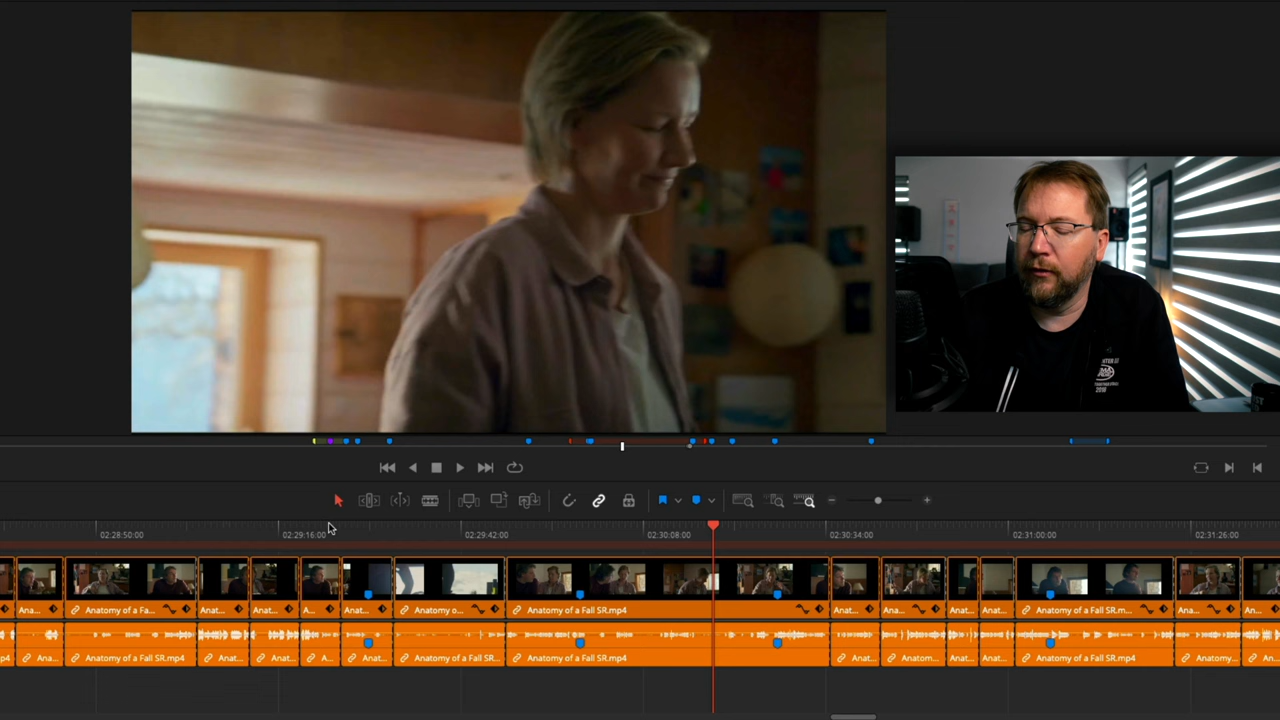 02:28:50:00
02:29:16:00
02:29:42:00
02:30:08:00
02:30:34:00
02:31:00:00
02:31:26:00
Ana...
Anatomy of a Fa...
Anat...
Anat...
A...
Anat...
Anatomy o...
Anatomy of a Fall SR.mp4
Anat...
Anatomy of...
Anat...
Anat...
Anatomy of a Fall SR.m...
Ana...
An...
p4
Ana...
Anatomy of a Fall SR.mp4
Anat...
Anat...
A...
Anat...
Anatomy of a Fall SR...
Anatomy of a Fall SR.mp4
Anat...
Anatom...
Anat...
Anat...
Anatomy of a Fall SR.mp4
Anatomy...
An...